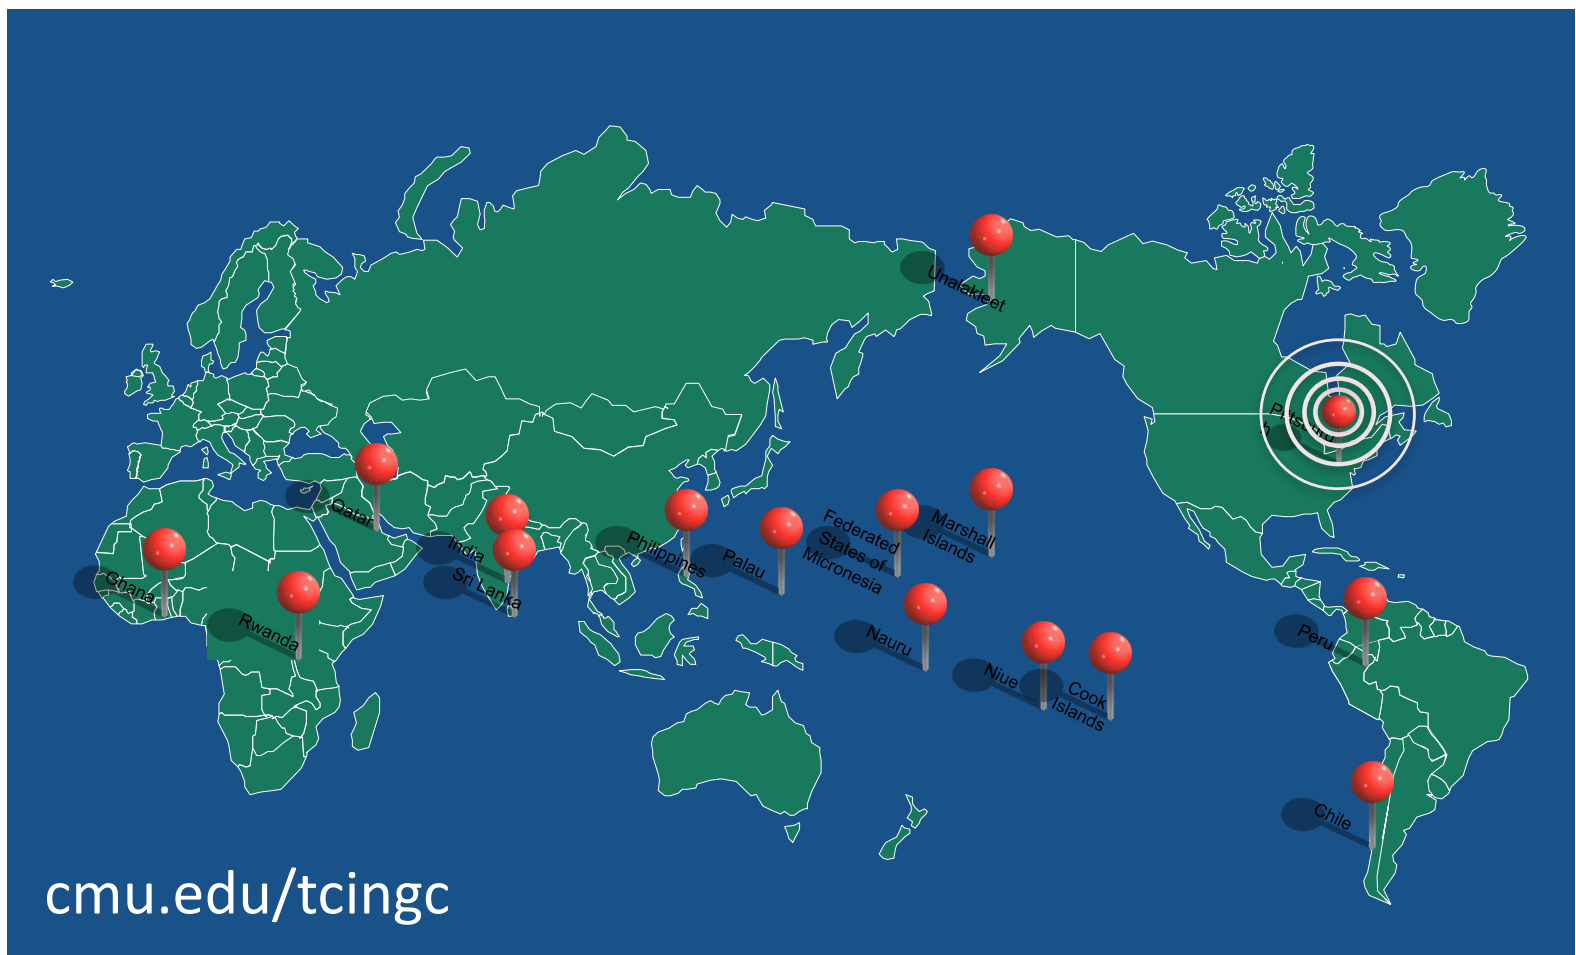 Unalakleet
Pittsburg
h
Qatar
India
Sri Lanka
Philippines
Palau
Federated
States of
Micronesia
Marshall
Islands
Ghana
Rwanda
Nauru
Niue
Cook
Islands
Peru
Chile
cmu.edu/tcingc